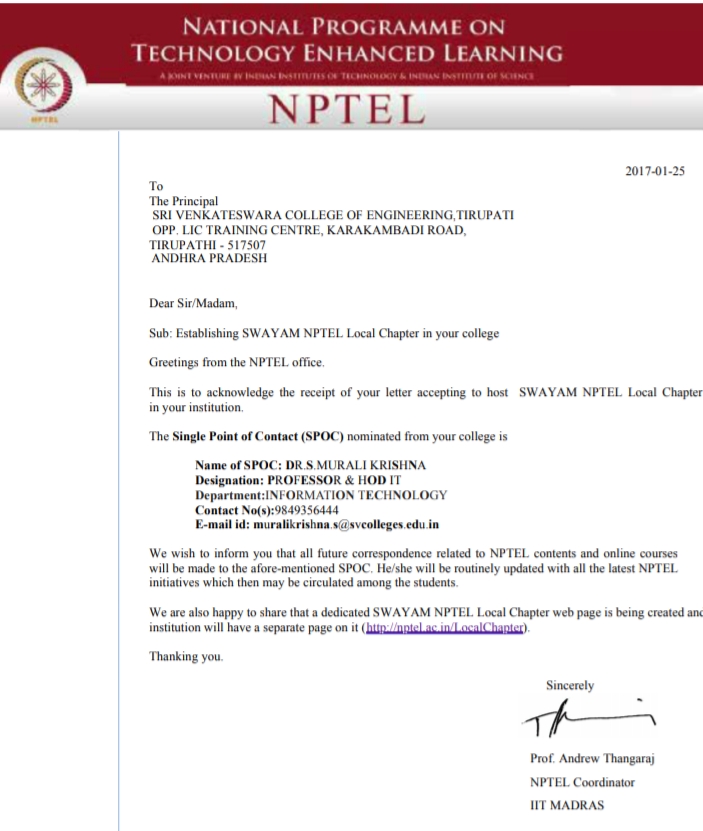 NATIONAL PROGRAMME ON
TECHNOLOGY ENHANCED LEARNING
A JOINT VENTURE BY INDIAN INSTITUTES OF TECHNOLOGY & INDIAN INSTITUTE OF SCIENCE
NPTEL
NPTEL
2017-01-25
To
The Principal
SRI VENKATESWARA COLLEGE OF ENGINEERING,TIRUPATI
OPP. LIC TRAINING CENTRE, KARAKAMBADI ROAD,
TIRUPATHI - 517507
ANDHRA PRADESH
Dear Sir/Madam,
Sub: Establishing SWAYAM NPTEL Local Chapter in your college
Greetings from the NPTEL office.
This is to acknowledge the receipt of your letter accepting to host SWAYAM NPTEL Local Chapter
in your institution.
The Single Point of Contact (SPOC) nominated from your college is
Name of SPOC: DR.S.MURALI KRISHNA
Designation: PROFESSOR & HOD IT
Department:INFORMATION TECHNOLOGY
Contact No(s):9849356444
E-mail id: muralikrishna.s@svcolleges.edu.in
We wish to inform you that all future correspondence related to NPTEL contents and online courses
will be made to the afore-mentioned SPOC. He/she will be routinely updated with all the latest NPTEL
initiatives which then may be circulated among the students.
We are also happy to share that a dedicated SWAYAM NPTEL Local Chapter web page is being created and
institution will have a separate page on it (http://nptel.ac.in/LocalChapter).
Thanking you.
Sincerely
Prof. Andrew Thangaraj
NPTEL Coordinator
IIT MADRAS